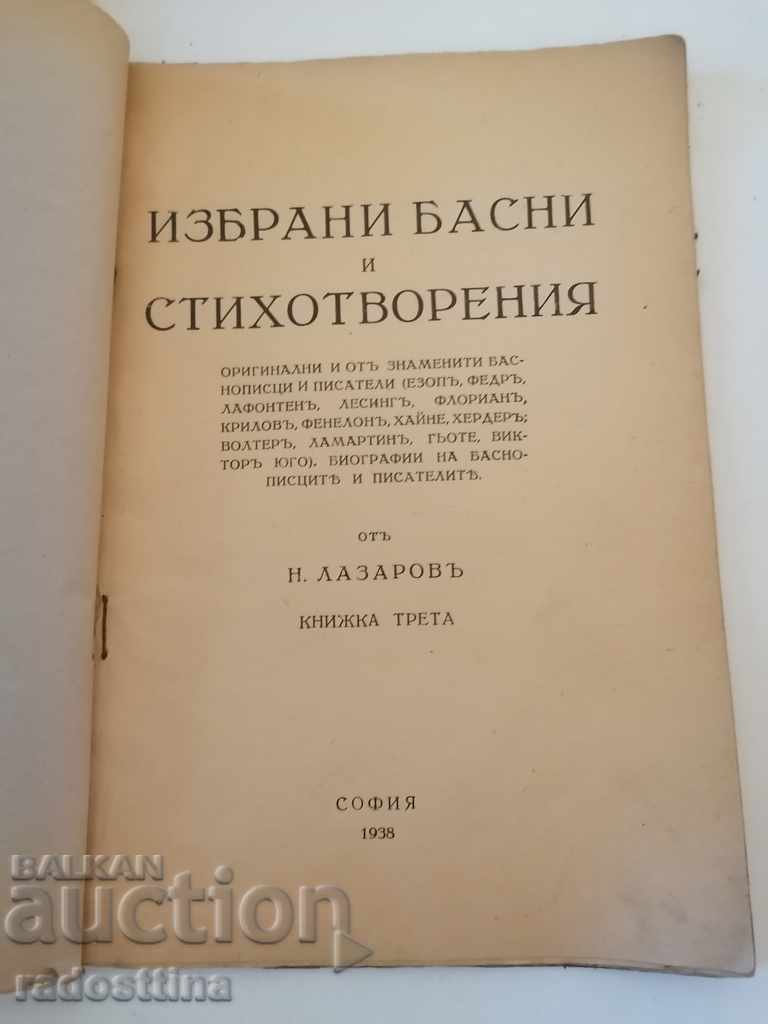 ИЗБРАНИ БАСНИ
И
СТИХОТВОРЕНИЯ
ОРИГИНАЛНИ И ОТЪ ЗНАМЕНИТИ БАС-
НОПИСЦИ И ПИСАТЕЛИ (ЕЗОПЪ, ФЕДРЪ,
ЛАФОНТЕНЪ, ЛЕСИНГЪ, ФЛОРИАНЪ,
КРИЛОВЪ, ФЕНЕЛОНЪ, ХАЙНЕ, ХЕРДЕРЪ;
ВОЛТЕРЪ, ЛАМАРТИНЪ, ГЬОТЕ, ВИК-
ТОРЪ ЮГО). БИОГРАФИИ НА БАСНО-
ПИСЦИТѢ И ПИСАТЕЛИТѢ.
ОТЪ
Н. ЛАЗАРОВЪ
КНИЖКА ТРЕТА
СОФИЯ
1938
BALKAN
auction
radosttina